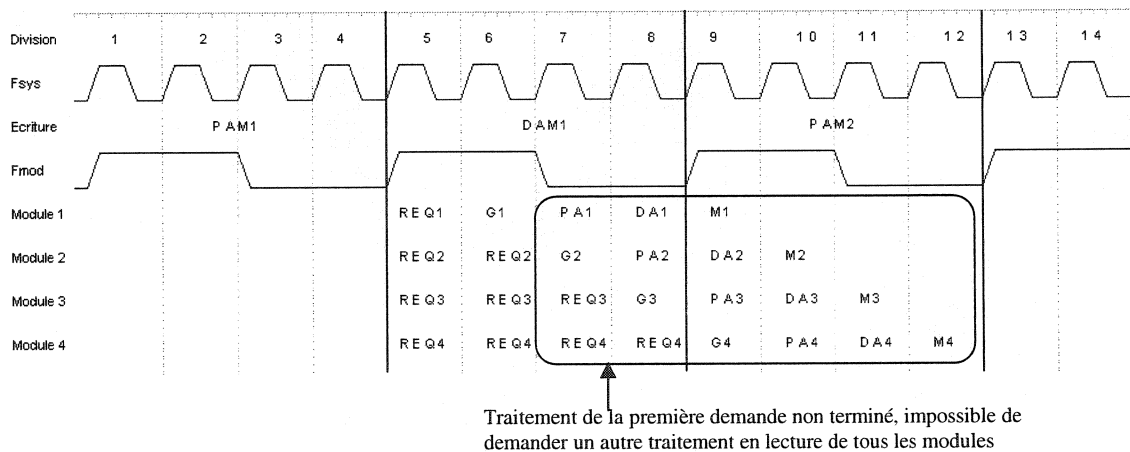 Division 1 2 3 4 5 6 7 8 9 10 11 12 13 14
Fsys
Ecriture PAM1 DAM1 PAM2
Fmod
Module 1 REQ1 G1 PA1 DA1 M1
Module 2 REQ2 REQ2 G2 PA2 DA2 M2
Module 3 REQ3 REQ3 REQ3 G3 PA3 DA3 M3
Module 4 REQ4 REQ4 REQ4 REQ4 G4 PA4 DA4 M4
Traitement de la première demande non terminé, impossible de
demander un autre traitement en lecture de tous les modules